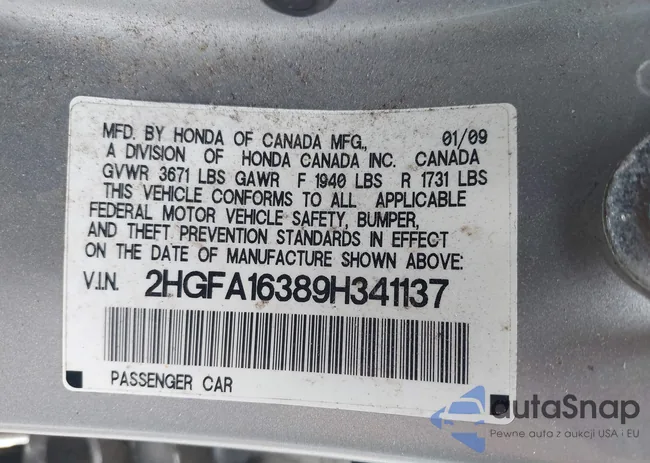 MFD. BY HONDA OF CANADA MFG., 01/09
A DIVISION OF HONDA CANADA INC. CANADA
GVWR 3671 LBS GAWR F 1940 LBS R 1731 LBS
THIS VEHICLE CONFORMS TO ALL APPLICABLE
FEDERAL MOTOR VEHICLE SAFETY, BUMPER,
AND THEFT PREVENTION STANDARDS IN EFFECT
ON THE DATE OF MANUFACTURE SHOWN ABOVE:
V.I.N. 2HGFA16389H341137
PASSENGER CAR
autaSnap
Pewne auta z aukcji USA · EU